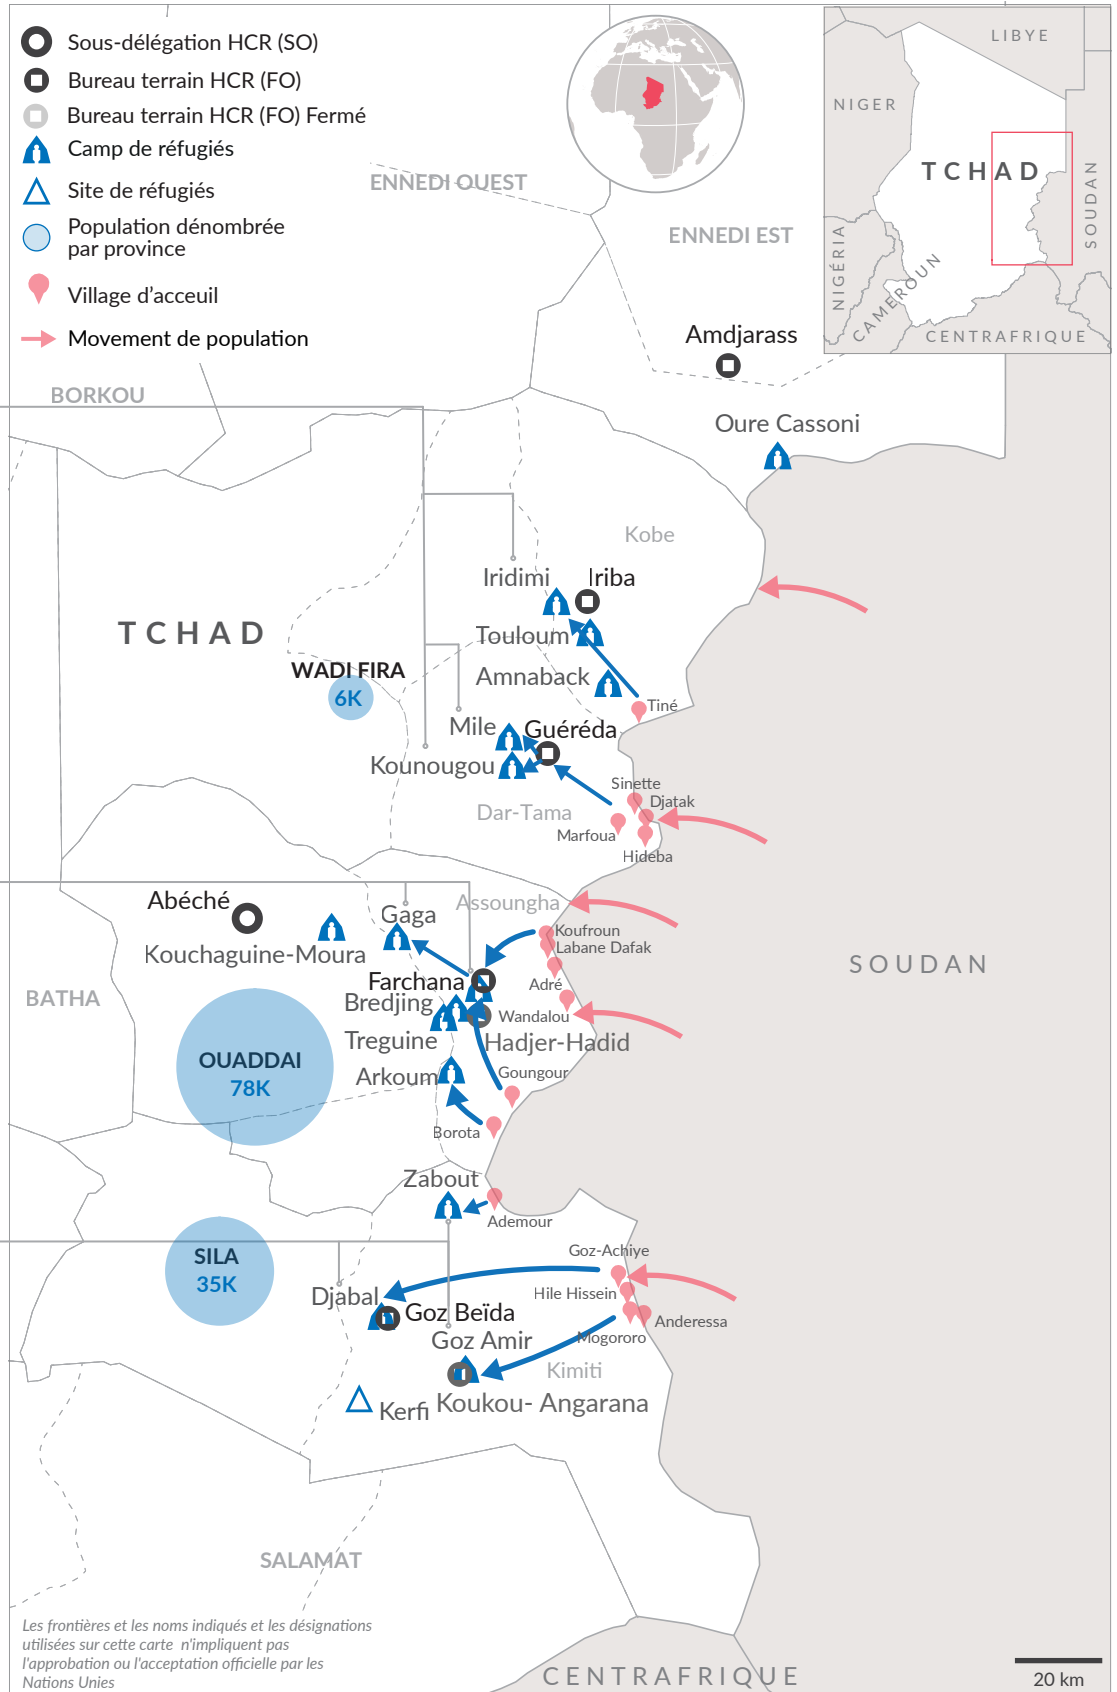 Sous-délégation HCR (SO)
Bureau terrain HCR (FO)
Bureau terrain HCR (FO) Fermé
Camp de réfugiés
Site de réfugiés
Population dénombrée
par province
Village d'acceuil
Movement de population
LIBYE
NIGER
TCHAD
SOUDAN
NIGÉRIA
CAMEROUN
CENTRAFRIQUE
ENNEDI OUEST
ENNEDI EST
Amdjarass
BORKOU
Oure Cassoni
Kobe
Iridimi
Iriba
TCHAD
Touloum
WADI FIRA
6K
Amnaback
Tiné
Mile
Guéréda
Kounougou
Sinette
Djatak
Dar-Tama
Marfoua
Hideba
Abéché
Assoungha
Gaga
Koufroun
Labane Dafak
Kouchaguine-Moura
SOUDAN
Farchana
Adré
BATHA
Bredjing
Wandalou
Treguine
Hadjer-Hadid
OUADDAI
78K
Arkoum
Goungour
Borota
Zabout
Ademour
SILA
35K
Goz-Achiye
Djabal
Hile Hissein
Goz Beïda
Anderessa
Goz Amir
Mogororo
Kimiti
Kerfi
Koukou- Angarana
SALAMAT
Les frontières et les noms indiqués et les désignations
utilisées sur cette carte n'impliquent pas
l'approbation ou l'acceptation officielle par les
Nations Unies
CENTRAFRIQUE
20 km